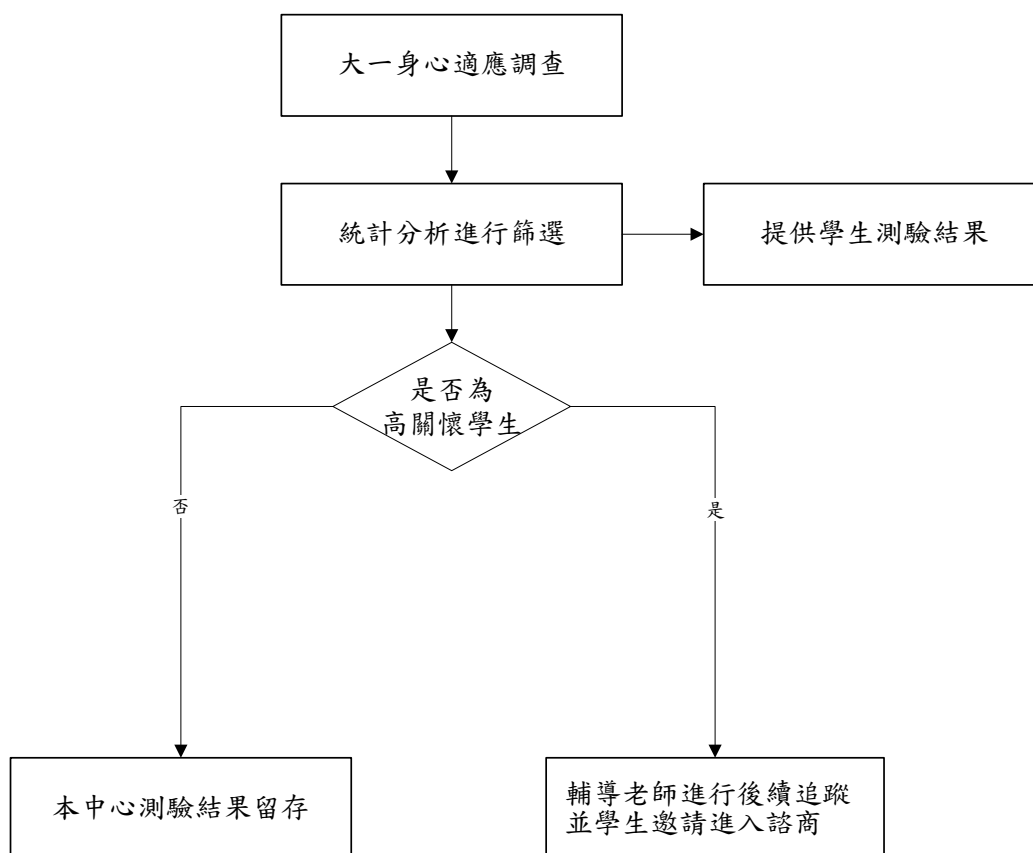 大一身心適應調查
統計分析進行篩選
提供學生測驗結果
是否為
高關懷學生
否
是
本中心測驗結果留存
輔導老師進行後續追蹤
並學生邀請進入諮商